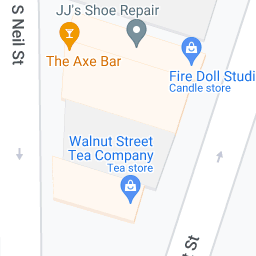 S Neil St
JJ's Shoe Repair
The Axe Bar
Fire Doll Studi
Candle store
Walnut Street
Tea Company
Tea store
t St